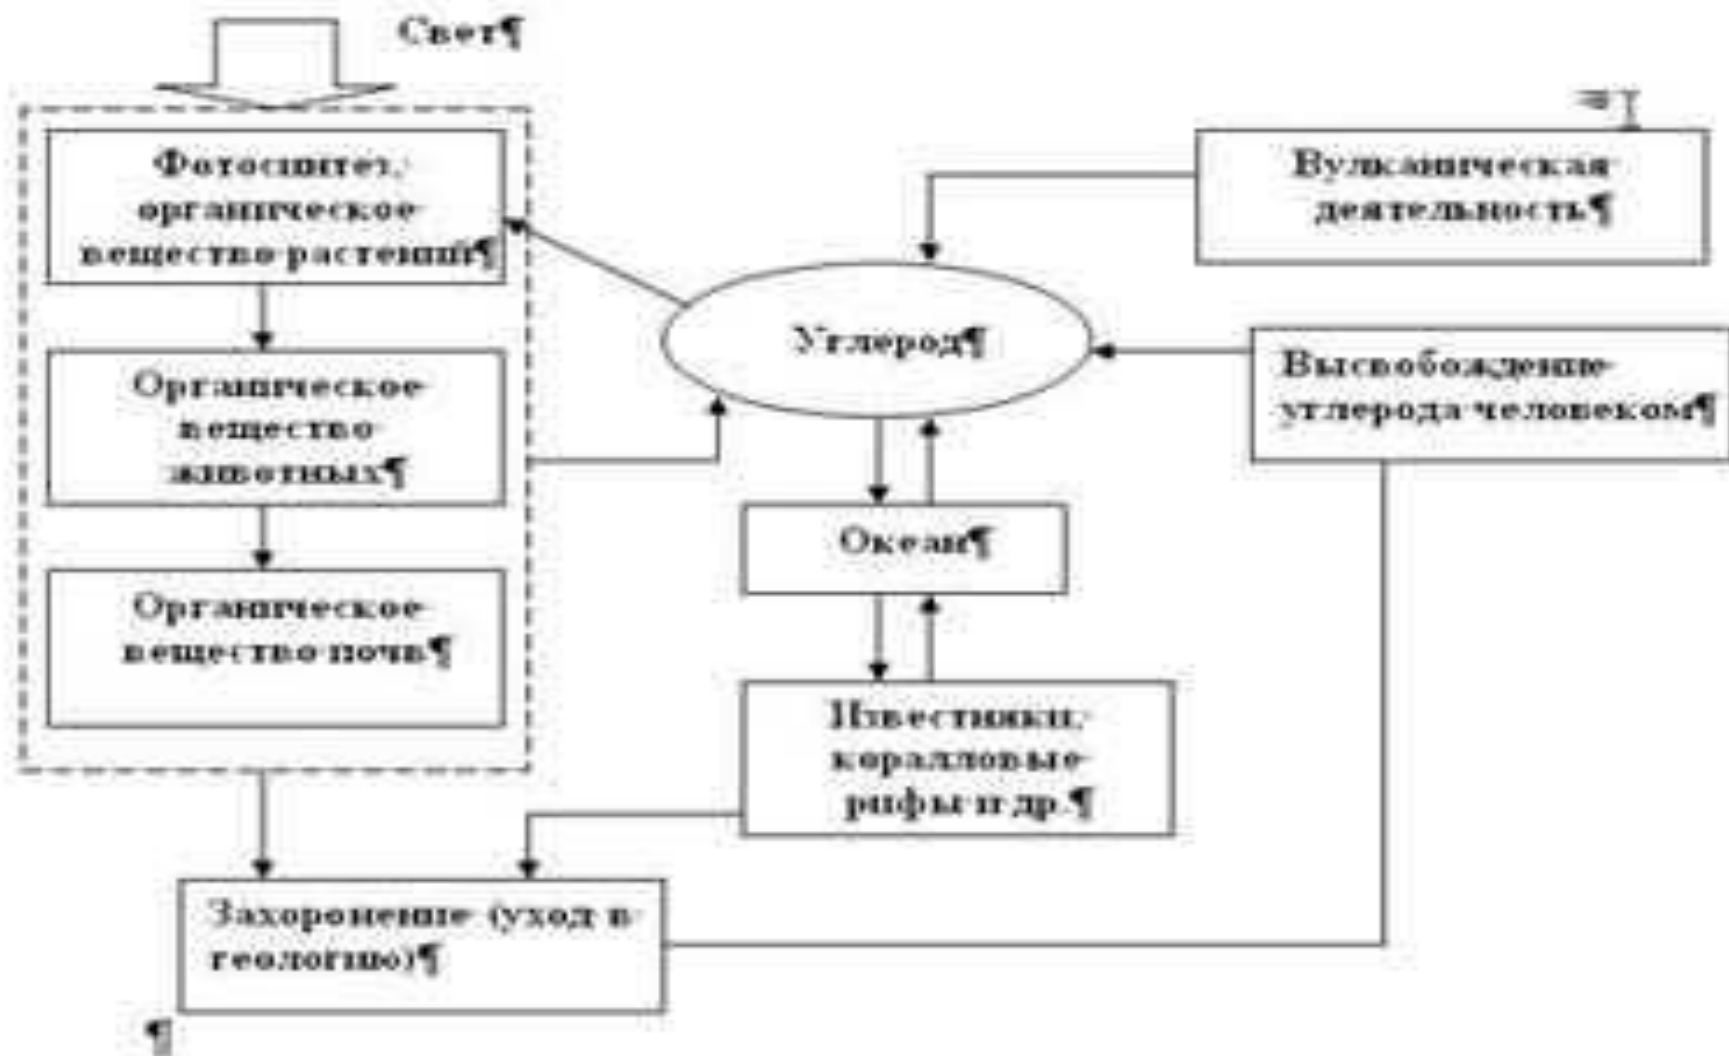 Свет¶
Фотосинтез,
органическое
вещество растений¶
Органическое
вещество
животных¶
Органическое
вещество почв¶
Углерод¶
Вулканическая
деятельность¶
Высвобождение
углерода человеком¶
Океан¶
Известняки,
коралловые
рифы и др.¶
Захоронение (уход в
геологию)¶
¶